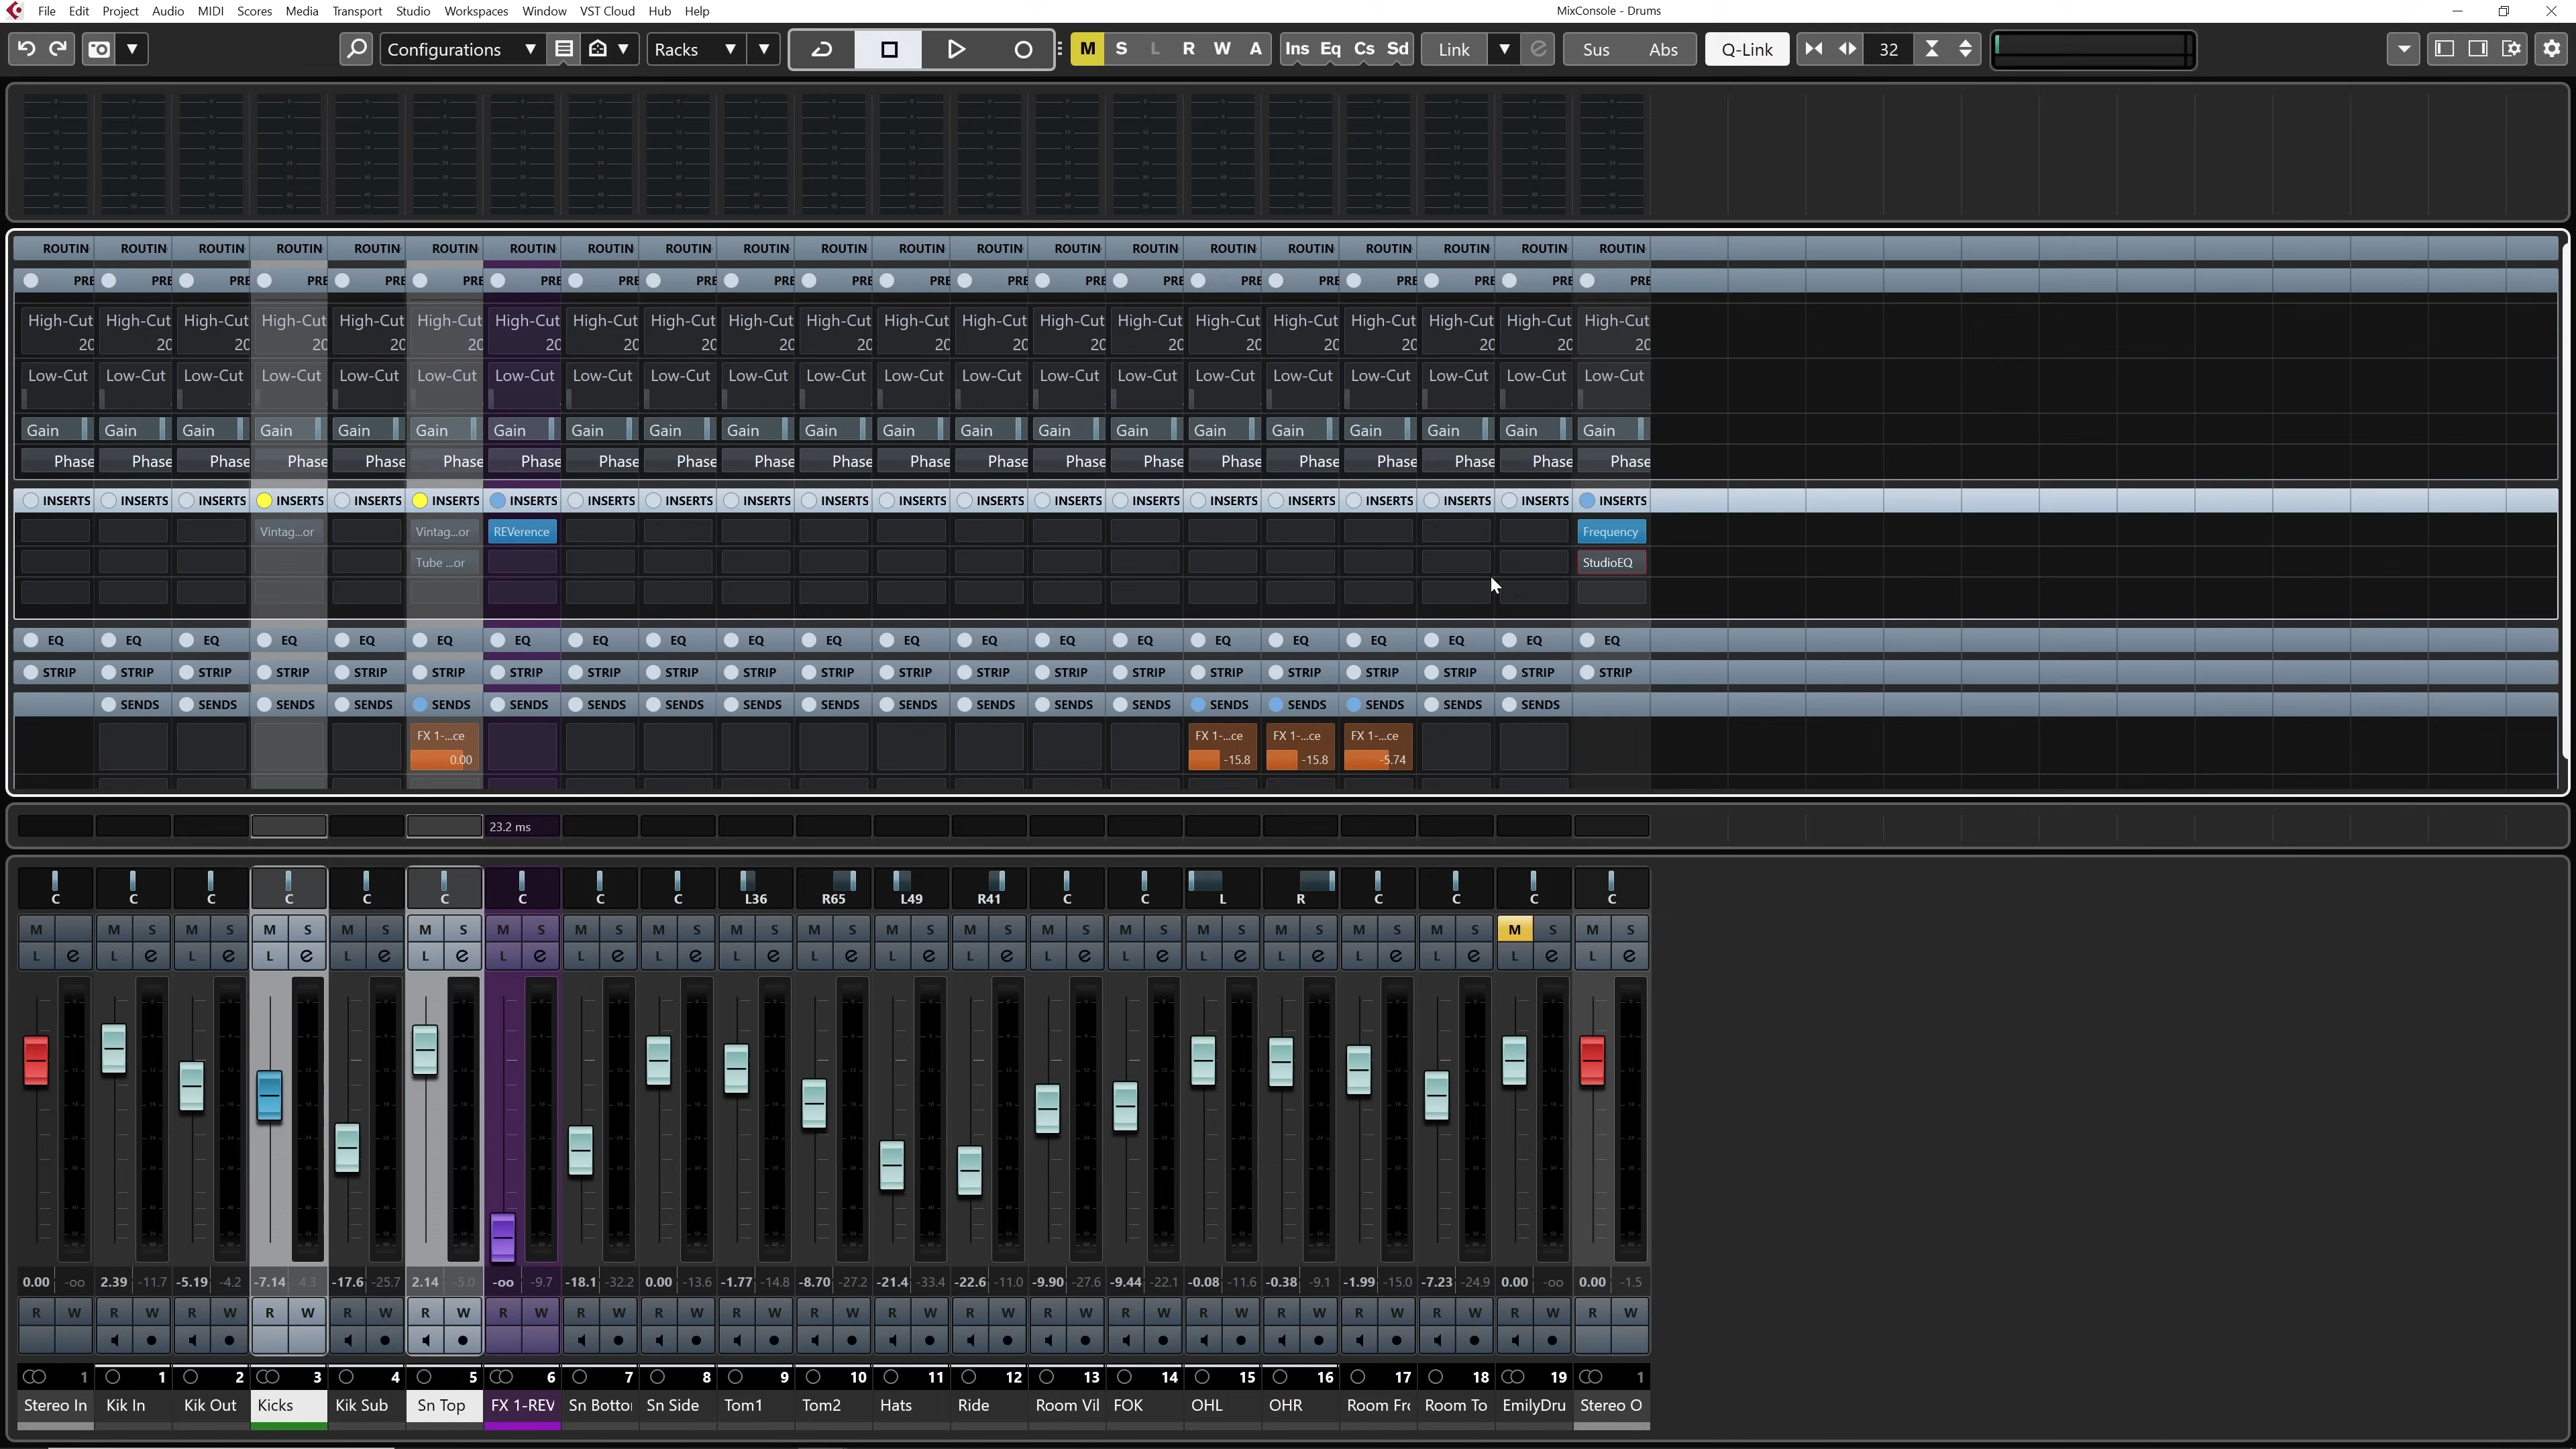 File Edit Project Audio MIDI Scores Media Transport Studio Workspaces Window VST Cloud Hub Help MixConsole - Drums
Configurations Racks M S L R W A Ins Eq Cs Sd Link Sus Abs Q-Link 32
ROUTIN ROUTIN ROUTIN ROUTIN ROUTIN ROUTIN ROUTIN ROUTIN ROUTIN ROUTIN ROUTIN ROUTIN ROUTIN ROUTIN ROUTIN ROUTIN ROUTIN ROUTIN ROUTIN ROUTIN ROUTIN
PRE PRE PRE PRE PRE PRE PRE PRE PRE PRE PRE PRE PRE PRE PRE PRE PRE PRE PRE PRE PRE
High-Cut High-Cut High-Cut High-Cut High-Cut High-Cut High-Cut High-Cut High-Cut High-Cut High-Cut High-Cut High-Cut High-Cut High-Cut High-Cut High-Cut High-Cut High-Cut High-Cut High-Cut
20 20 20 20 20 20 20 20 20 20 20 20 20 20 20 20 20 20 20 20 20
Low-Cut Low-Cut Low-Cut Low-Cut Low-Cut Low-Cut Low-Cut Low-Cut Low-Cut Low-Cut Low-Cut Low-Cut Low-Cut Low-Cut Low-Cut Low-Cut Low-Cut Low-Cut Low-Cut Low-Cut Low-Cut
Gain Gain Gain Gain Gain Gain Gain Gain Gain Gain Gain Gain Gain Gain Gain Gain Gain Gain Gain Gain Gain
Phase Phase Phase Phase Phase Phase Phase Phase Phase Phase Phase Phase Phase Phase Phase Phase Phase Phase Phase Phase Phase
INSERTS INSERTS INSERTS INSERTS INSERTS INSERTS INSERTS INSERTS INSERTS INSERTS INSERTS INSERTS INSERTS INSERTS INSERTS INSERTS INSERTS INSERTS INSERTS INSERTS INSERTS
Vintag...or Vintag...or REVerence Frequency
Tube ...or StudioEQ
EQ EQ EQ EQ EQ EQ EQ EQ EQ EQ EQ EQ EQ EQ EQ EQ EQ EQ EQ EQ EQ
STRIP STRIP STRIP STRIP STRIP STRIP STRIP STRIP STRIP STRIP STRIP STRIP STRIP STRIP STRIP STRIP STRIP STRIP STRIP STRIP STRIP
SENDS SENDS SENDS SENDS SENDS SENDS SENDS SENDS SENDS SENDS SENDS SENDS SENDS SENDS SENDS SENDS SENDS SENDS SENDS
FX 1-...ce FX 1-...ce FX 1-...ce FX 1-...ce
0.00 -15.8 -15.8 -5.74
23.2 ms
C C C C C C C C C L36 R65 L49 R41 C C L R C C C C
M M S M S M S M S M S M S M S M S M S M S M S M S M S M S M S M S M S M S M S M S
L e L e L e L e L e L e L e L e L e L e L e L e L e L e L e L e L e L e L e L e L e
0.00 -oo 2.39 -11.7 -5.19 -4.2 -7.14 4.3 -17.6 -25.7 2.14 -5.0 -oo -9.7 -18.1 -32.2 0.00 -13.6 -1.77 -14.8 -8.70 -27.2 -21.4 -33.4 -22.6 -11.0 -9.90 -27.6 -9.44 -22.1 -0.08 -11.6 -0.38 -9.1 -1.99 -15.0 -7.23 -24.9 0.00 -oo 0.00 -1.5
R W R W R W R W R W R W R W R W R W R W R W R W R W R W R W R W R W R W R W R W R W
1 1 2 3 4 5 6 7 8 9 10 11 12 13 14 15 16 17 18 19 1
Stereo In Kik In Kik Out Kicks Kik Sub Sn Top FX 1-REV Sn Botto Sn Side Tom1 Tom2 Hats Ride Room Vil FOK OHL OHR Room Fro Room To EmilyDru Stereo O